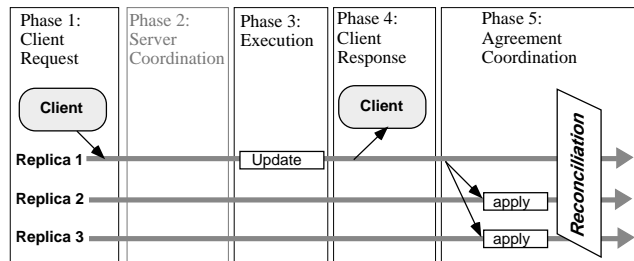 Phase 1:
Client
Request
Phase 2:
Server
Coordination
Phase 3:
Execution
Phase 4:
Client
Response
Phase 5:
Agreement
Coordination
Client
Client
Replica 1
Update
Replica 2
apply
Replica 3
apply
Reconciliation